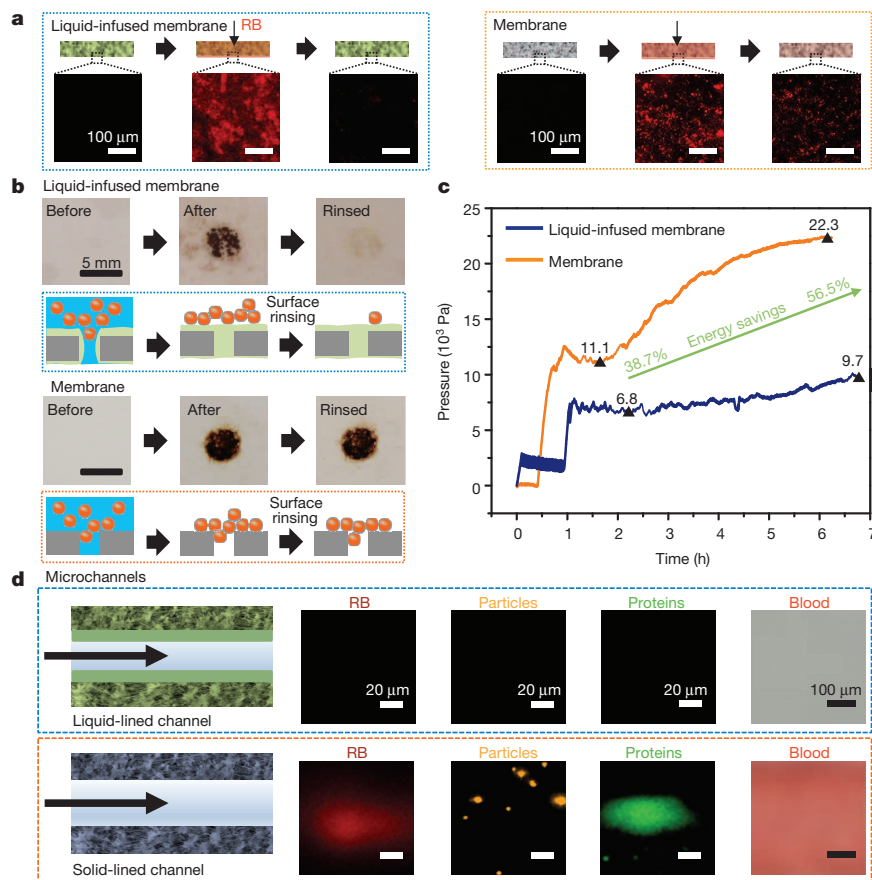 a
Liquid-infused membrane RB
100 μm
Membrane
100 μm
b
Liquid-infused membrane
Before
After
Rinsed
5 mm
Surface
rinsing
Membrane
Before
After
Rinsed
Surface
rinsing
c
25
20
15
10
5
0
Pressure (10³ Pa)
Liquid-infused membrane
Membrane
22.3
11.1
38.7%
Energy savings
56.5%
9.7
6.8
0 1 2 3 4 5 6 7
Time (h)
d
Microchannels
RB Particles Proteins Blood
20 μm 20 μm 20 μm 100 μm
Liquid-lined channel
RB Particles Proteins Blood
Solid-lined channel